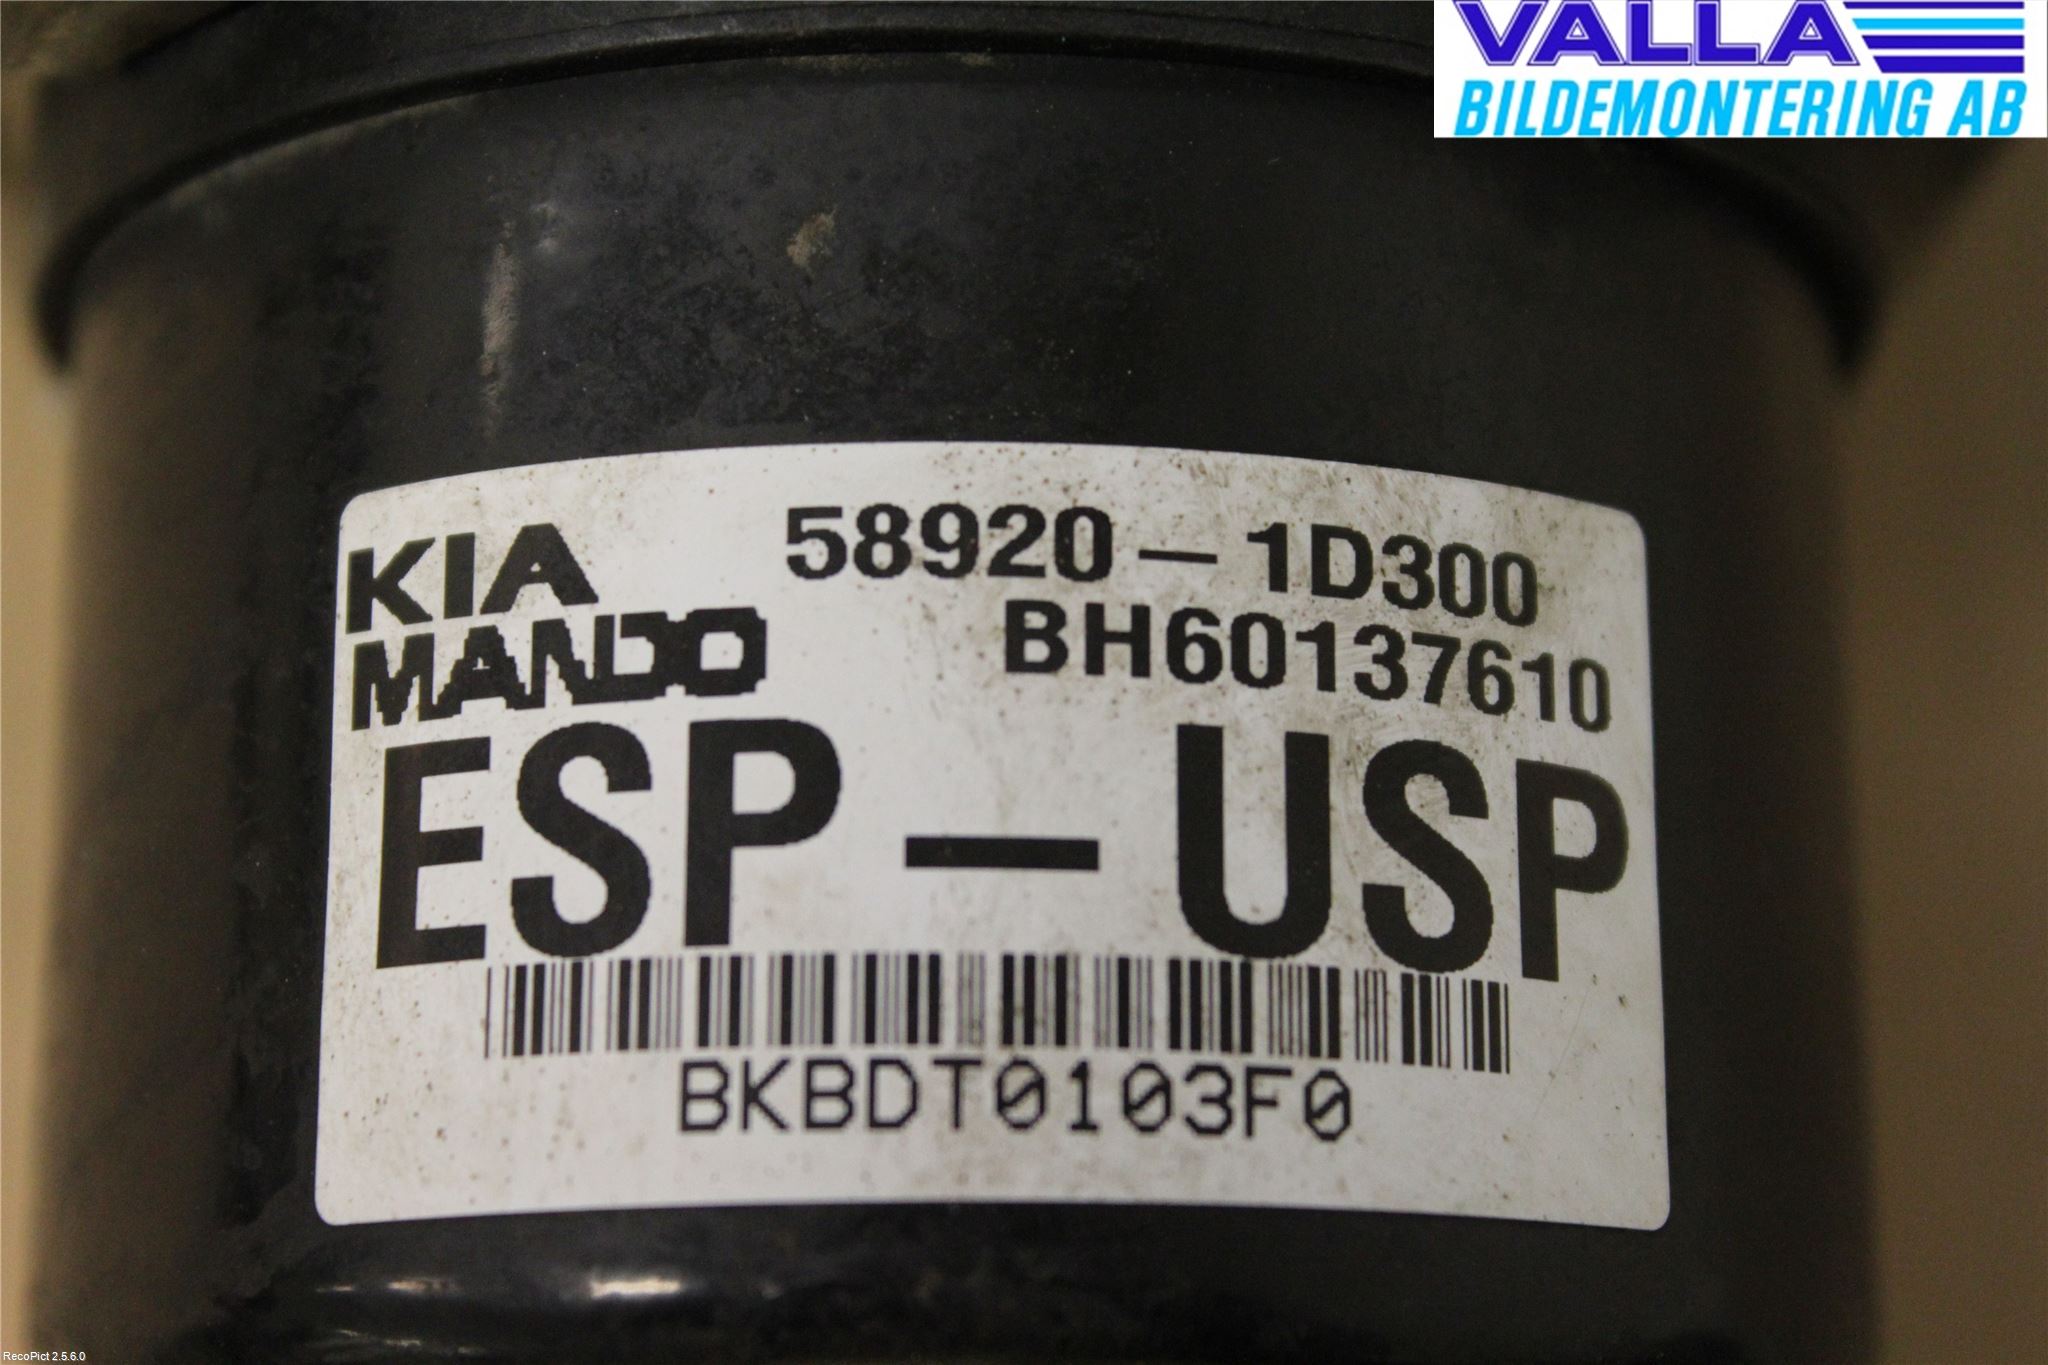 VALLA
BILDEMONTERING AB
KIA
58920-1D300
MANDO
BH60137610
ESP-USP
BKBDT0103F0
RecoPict 2.5.6.0